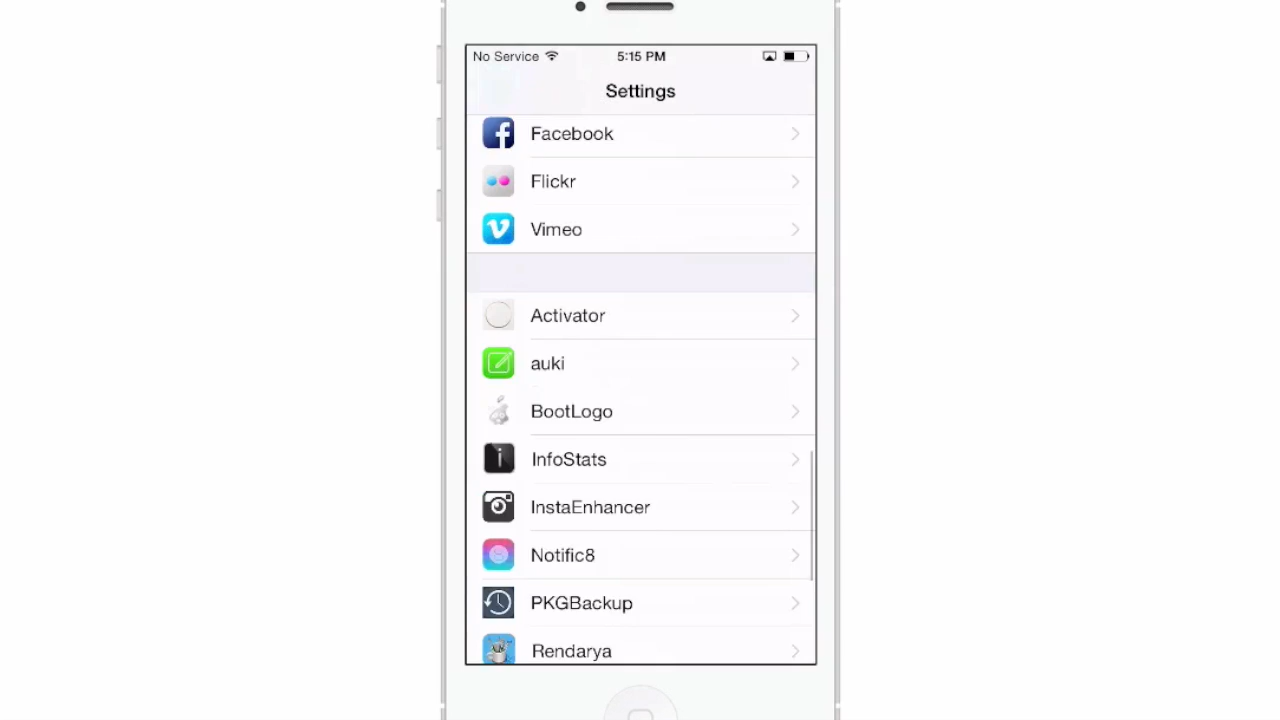 No Service 5:15 PM
Settings
Facebook
Flickr
Vimeo
Activator
auki
BootLogo
InfoStats
InstaEnhancer
Notific8
PKGBackup
Rendarya